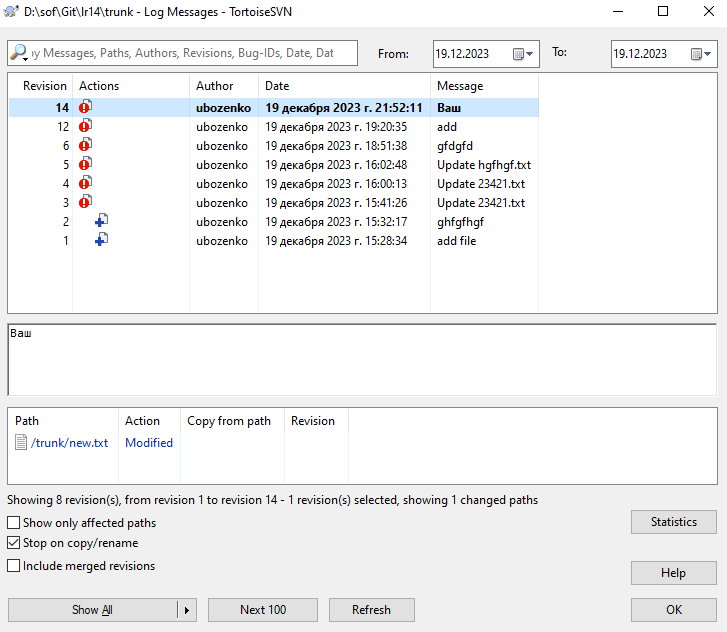 D:\sof\Git\lr14\trunk - Log Messages - TortoiseSVN
by Messages, Paths, Authors, Revisions, Bug-IDs, Date, Dat From: 19.12.2023 To: 19.12.2023
Revision Actions Author Date Message
14 ubozenko 19 декабря 2023 г. 21:52:11 Ваш
12 ubozenko 19 декабря 2023 г. 19:20:35 add
6 ubozenko 19 декабря 2023 г. 18:51:38 gfdgfd
5 ubozenko 19 декабря 2023 г. 16:02:48 Update hgfhgf.txt
4 ubozenko 19 декабря 2023 г. 16:00:13 Update 23421.txt
3 ubozenko 19 декабря 2023 г. 15:41:26 Update 23421.txt
2 ubozenko 19 декабря 2023 г. 15:32:17 ghfgfhgf
1 ubozenko 19 декабря 2023 г. 15:28:34 add file
Ваш
Path Action Copy from path Revision
/trunk/new.txt Modified
Showing 8 revision(s), from revision 1 to revision 14 - 1 revision(s) selected, showing 1 changed paths
Show only affected paths
Statistics
Stop on copy/rename
Include merged revisions
Help
Show All Next 100 Refresh OK